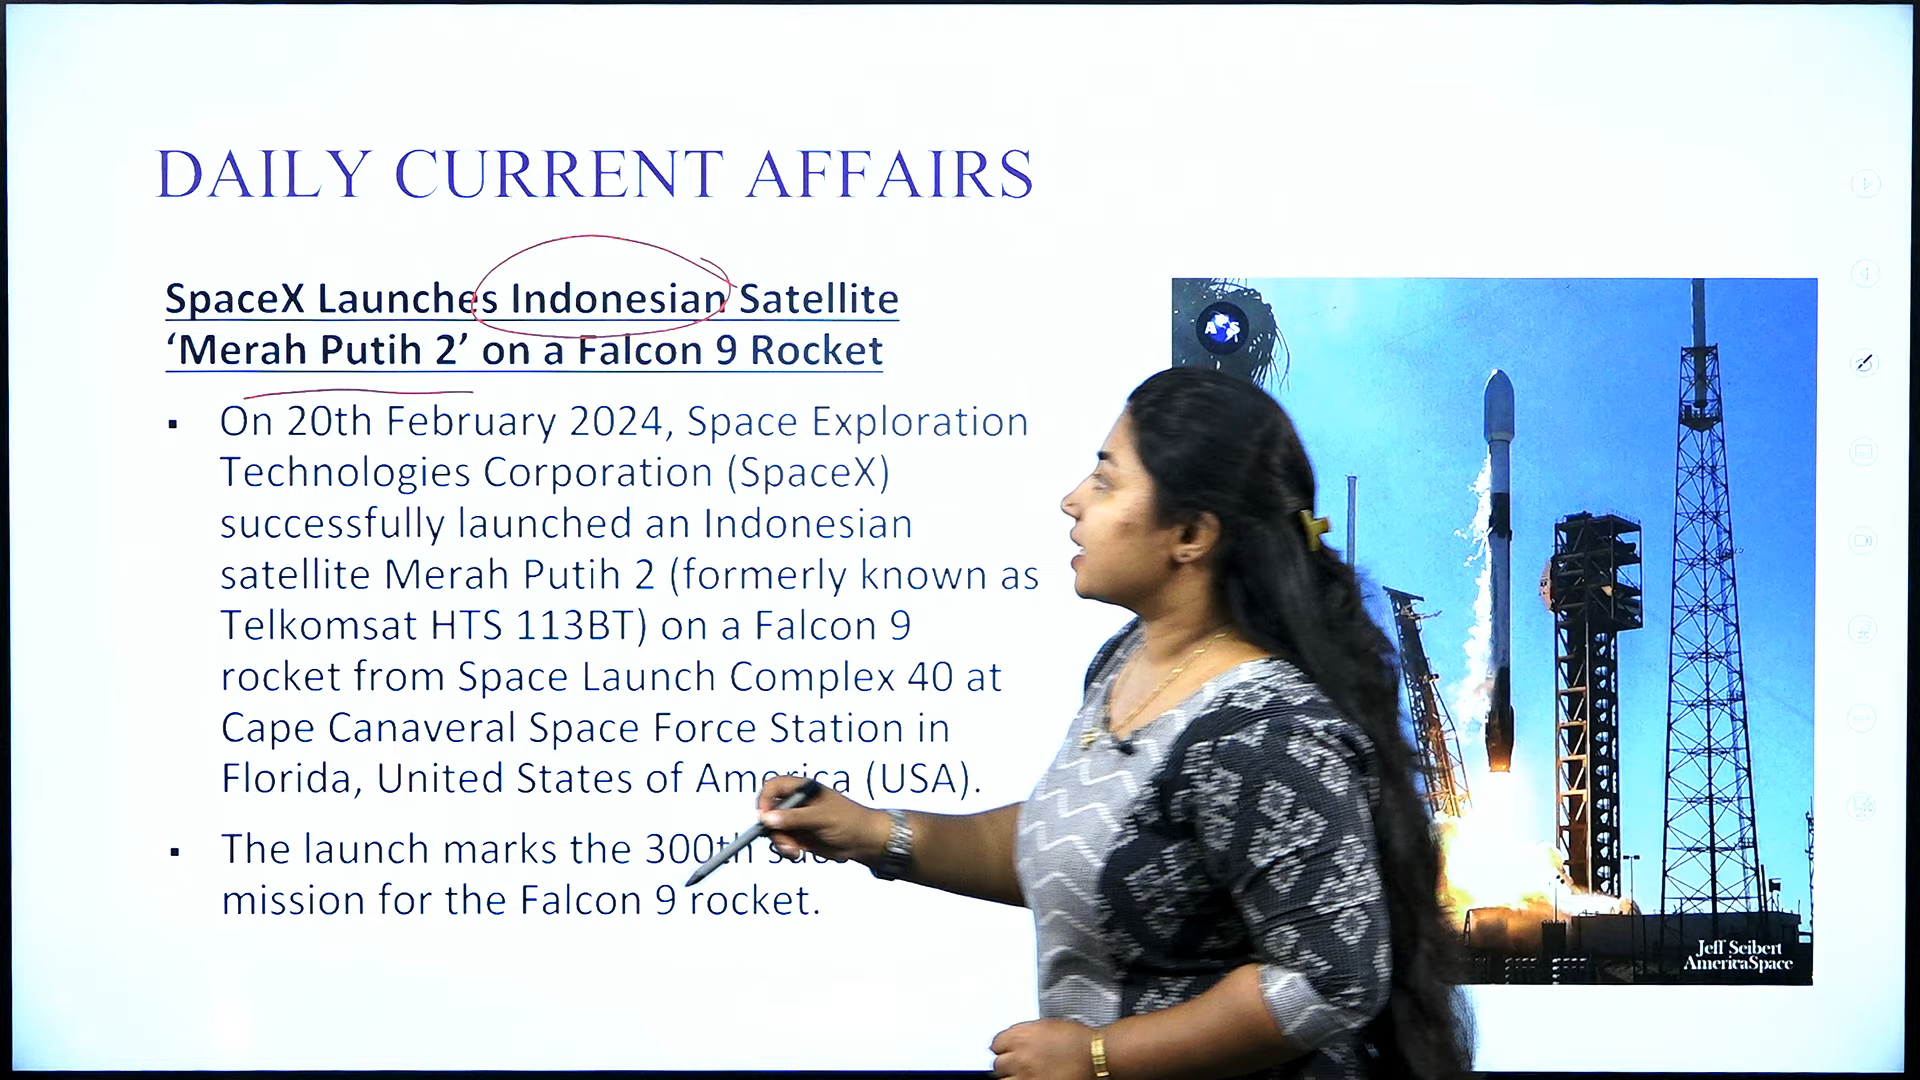 DAILY CURRENT AFFAIRS
SpaceX Launches Indonesian Satellite
‘Merah Putih 2’ on a Falcon 9 Rocket
▪ On 20th February 2024, Space Exploration
Technologies Corporation (SpaceX)
successfully launched an Indonesian
satellite Merah Putih 2 (formerly known as
Telkomsat HTS 113BT) on a Falcon 9
rocket from Space Launch Complex 40 at
Cape Canaveral Space Force Station in
Florida, United States of America (USA).
▪ The launch marks the 300th
mission for the Falcon 9 rocket.
Jeff Seibert
AmericaSpace